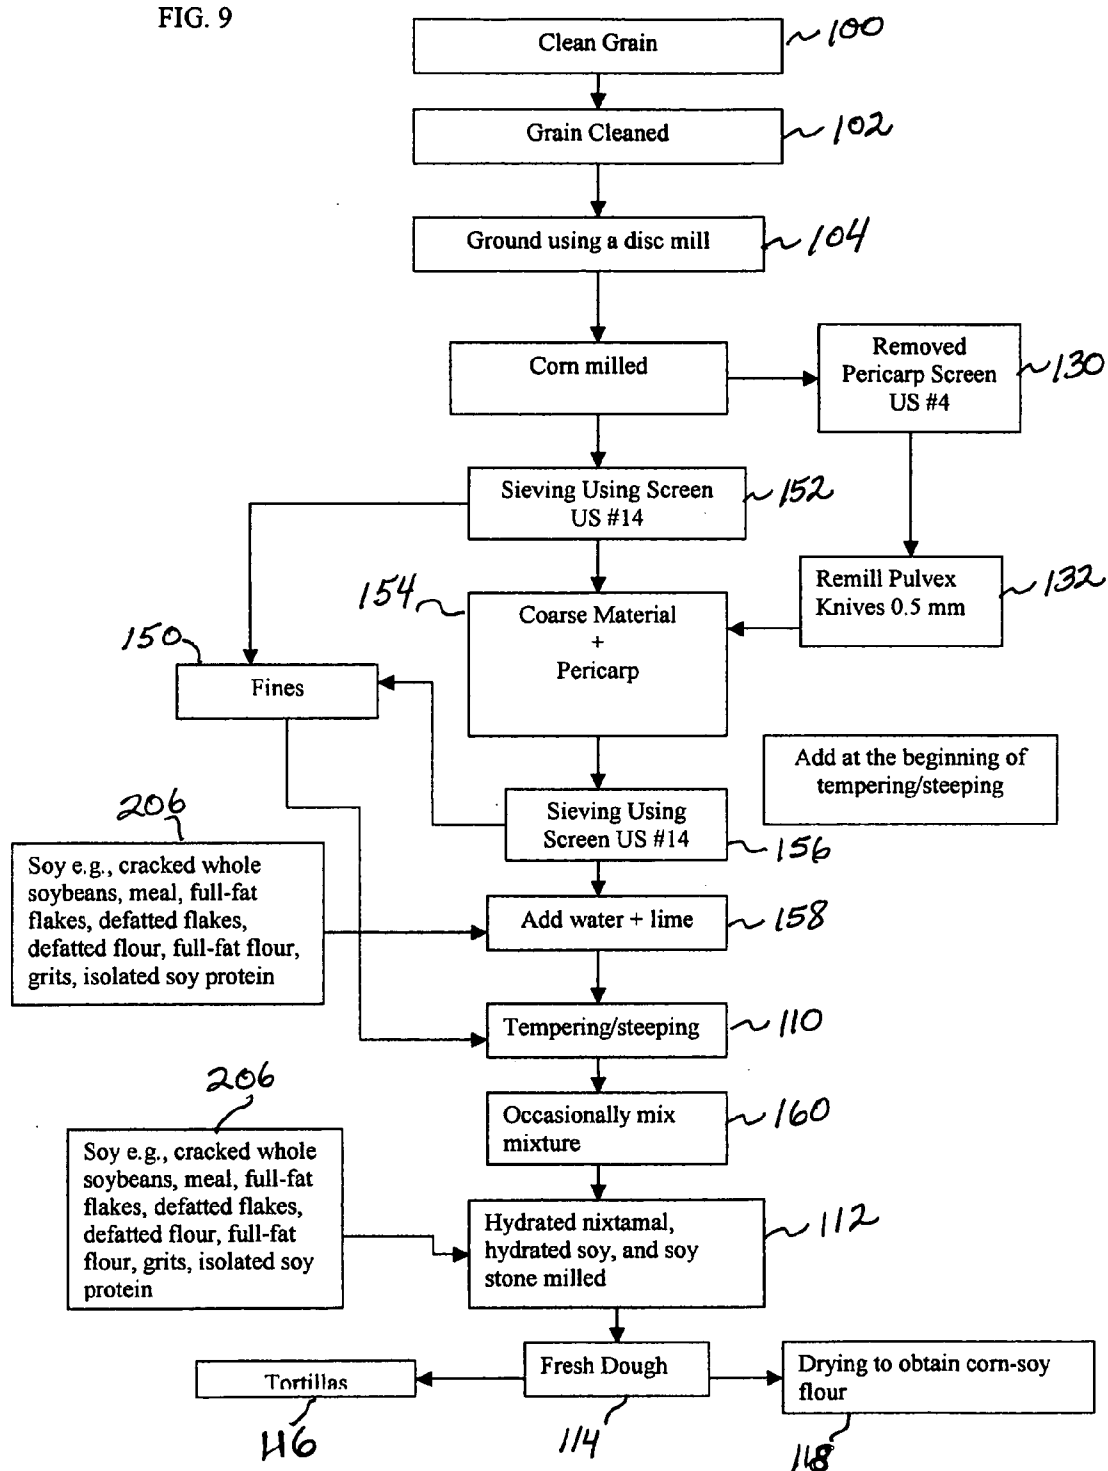 FIG. 9
Clean Grain
100
Grain Cleaned
102
Ground using a disc mill
104
Corn milled
Removed
Pericarp Screen
US #4
130
Sieving Using Screen
US #14
152
Remill Pulvex
Knives 0.5 mm
132
154
Coarse Material
+
Pericarp
150
Fines
Add at the beginning of
tempering/steeping
Sieving Using
Screen US #14
156
206
Soy e.g., cracked whole
soybeans, meal, full-fat
flakes, defatted flakes,
defatted flour, full-fat flour,
grits, isolated soy protein
Add water + lime
158
Tempering/steeping
110
206
Occasionally mix
mixture
160
Soy e.g., cracked whole
soybeans, meal, full-fat
flakes, defatted flakes,
defatted flour, full-fat
flour, grits, isolated soy
protein
Hydrated nixtamal,
hydrated soy, and soy
stone milled
112
Tortillas
116
Fresh Dough
114
Drying to obtain corn-soy
flour
118